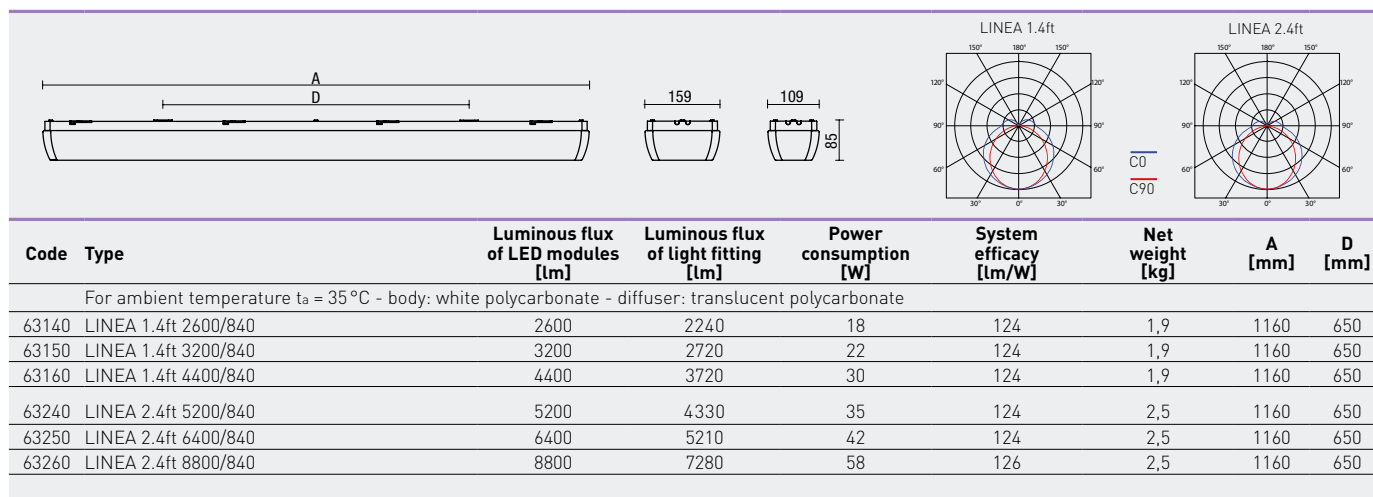 LINEA 1.4ft
LINEA 2.4ft
150° 180° 150°
150° 180° 150°
120° 120°
120° 120°
90° 90°
90° 90°
60° 60°
60° 60°
30° 0° 30°
30° 0° 30°
A
D
159
109
85
C0
C90
Code Type Luminous flux of LED modules [lm] Luminous flux of light fitting [lm] Power consumption [W] System efficacy [lm/W] Net weight [kg] A [mm] D [mm]
For ambient temperature ta = 35°C - body: white polycarbonate - diffuser: translucent polycarbonate
63140 LINEA 1.4ft 2600/840 2600 2240 18 124 1,9 1160 650
63150 LINEA 1.4ft 3200/840 3200 2720 22 124 1,9 1160 650
63160 LINEA 1.4ft 4400/840 4400 3720 30 124 1,9 1160 650
63240 LINEA 2.4ft 5200/840 5200 4330 35 124 2,5 1160 650
63250 LINEA 2.4ft 6400/840 6400 5210 42 124 2,5 1160 650
63260 LINEA 2.4ft 8800/840 8800 7280 58 126 2,5 1160 650